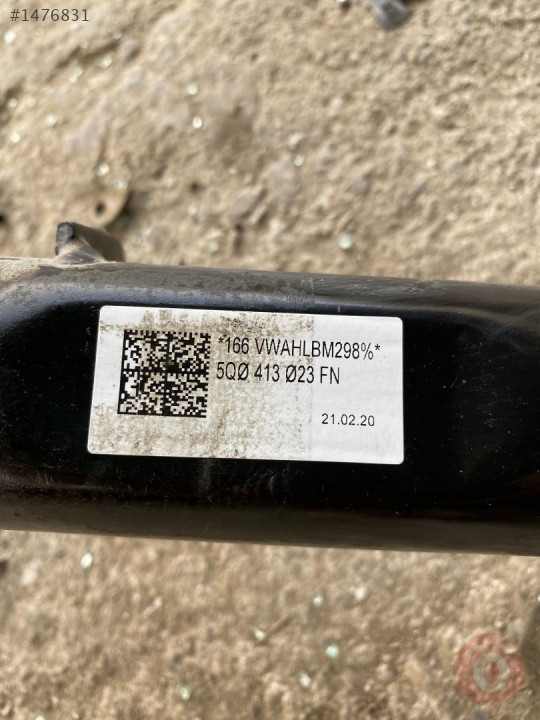 #1476831
*166 VWAHLBM298%*
5QØ 413 Ø23 FN
21.02.20